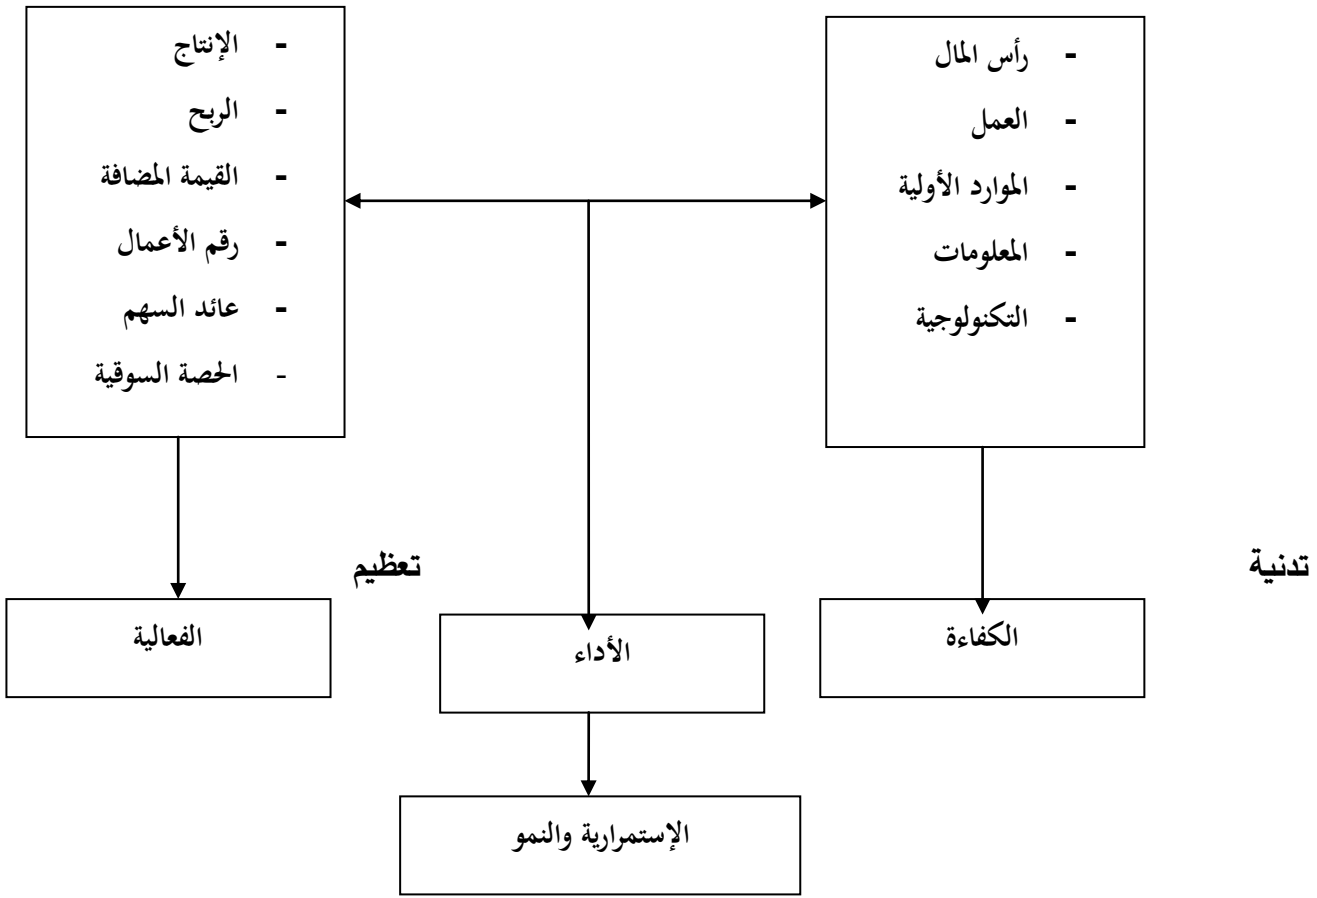 - رأس المال
- العمل
- الموارد الأولية
- المعلومات
- التكنولوجية
- الإنتاج
- الربح
- القيمة المضافة
- رقم الأعمال
- عائد السهم
- الحصة السوقية
تدنية
تعظيم
الكفاءة
الأداء
الفعالية
الإستمرارية والنمو